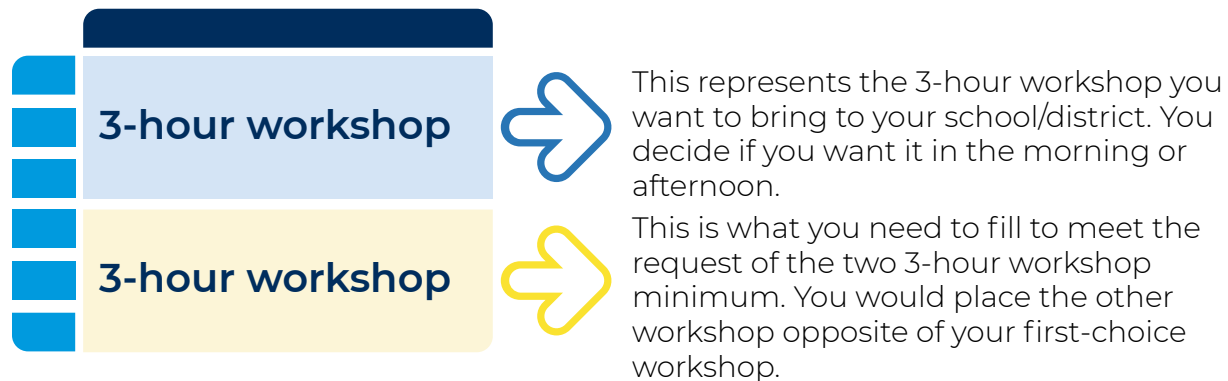 3-hour workshop
This represents the 3-hour workshop you
want to bring to your school/district. You
decide if you want it in the morning or
afternoon.
3-hour workshop
This is what you need to fill to meet the
request of the two 3-hour workshop
minimum. You would place the other
workshop opposite of your first-choice
workshop.